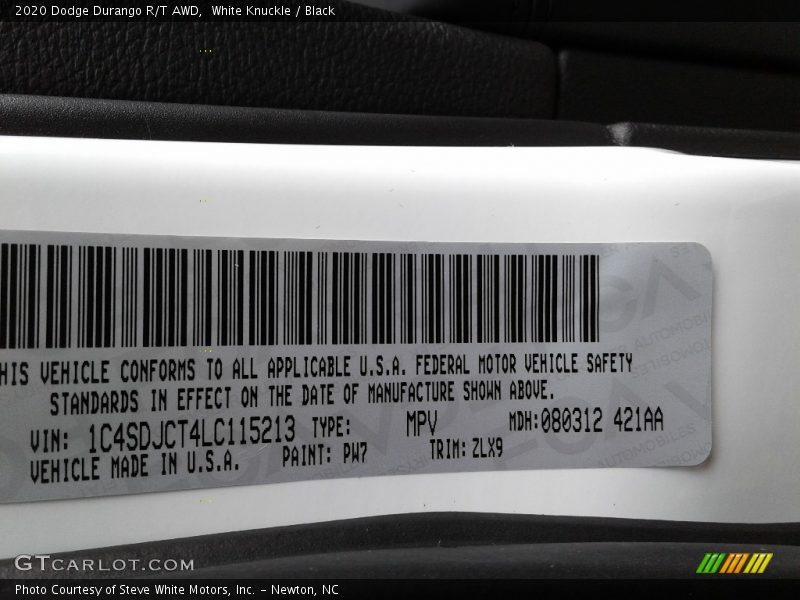 2020 Dodge Durango R/T AWD, White Knuckle / Black
HIS VEHICLE CONFORMS TO ALL APPLICABLE U.S.A. FEDERAL MOTOR VEHICLE SAFETY
STANDARDS IN EFFECT ON THE DATE OF MANUFACTURE SHOWN ABOVE.
VIN: 1C4SDJCT4LC115213 TYPE: MPV MDH:080312 421AA
VEHICLE MADE IN U.S.A. PAINT: PW7 TRIM: ZLX9
GTCARLOT.COM
Photo Courtesy of Steve White Motors, Inc. – Newton, NC